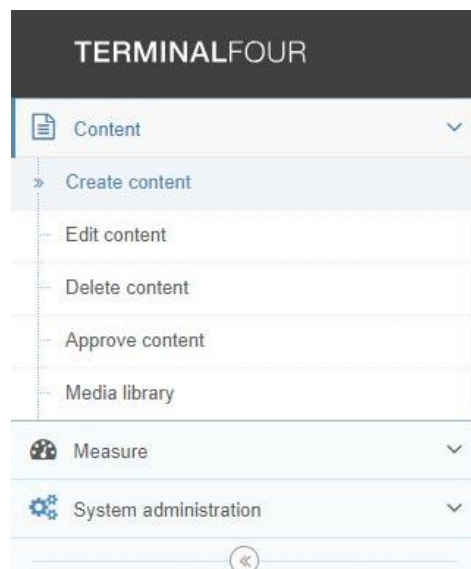 TERMINALFOUR
Content
Create content
Edit content
Delete content
Approve content
Media library
Measure
System administration